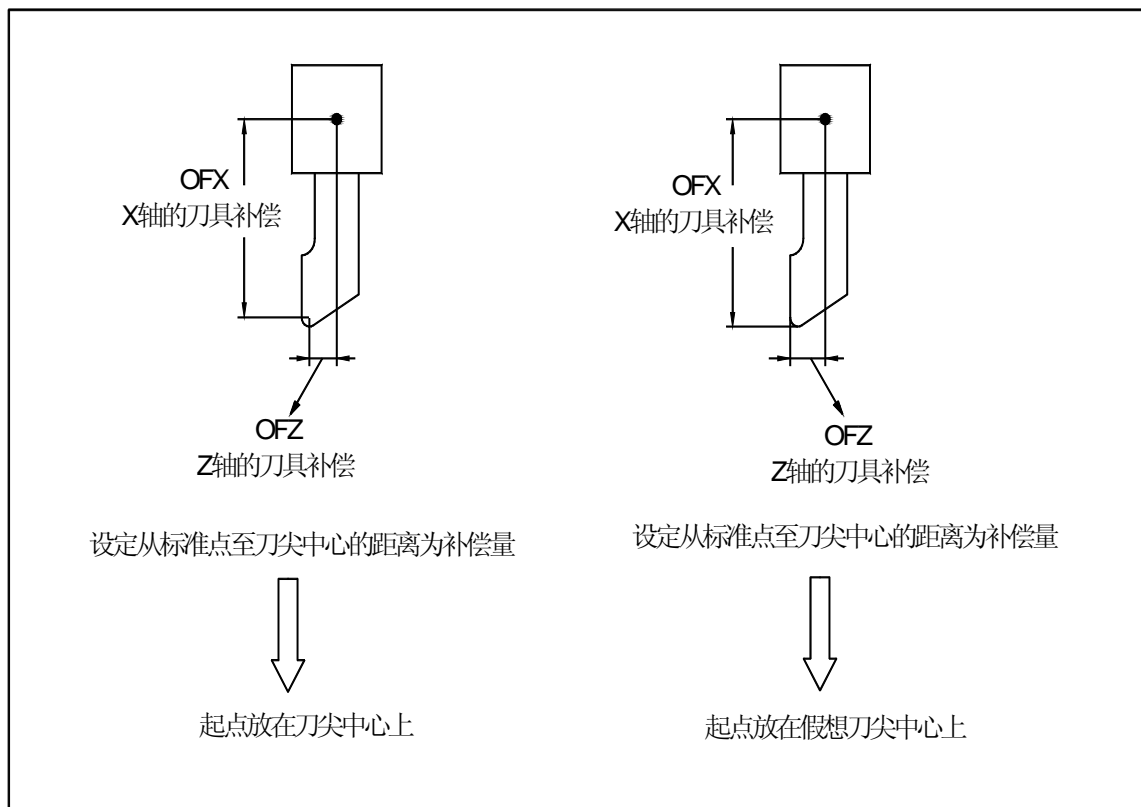 OFX
X轴的刀具补偿
OFZ
Z轴的刀具补偿
设定从标准点至刀尖中心的距离为补偿量
起点放在刀尖中心上
OFX
X轴的刀具补偿
OFZ
Z轴的刀具补偿
设定从标准点至刀尖中心的距离为补偿量
起点放在假想刀尖中心上